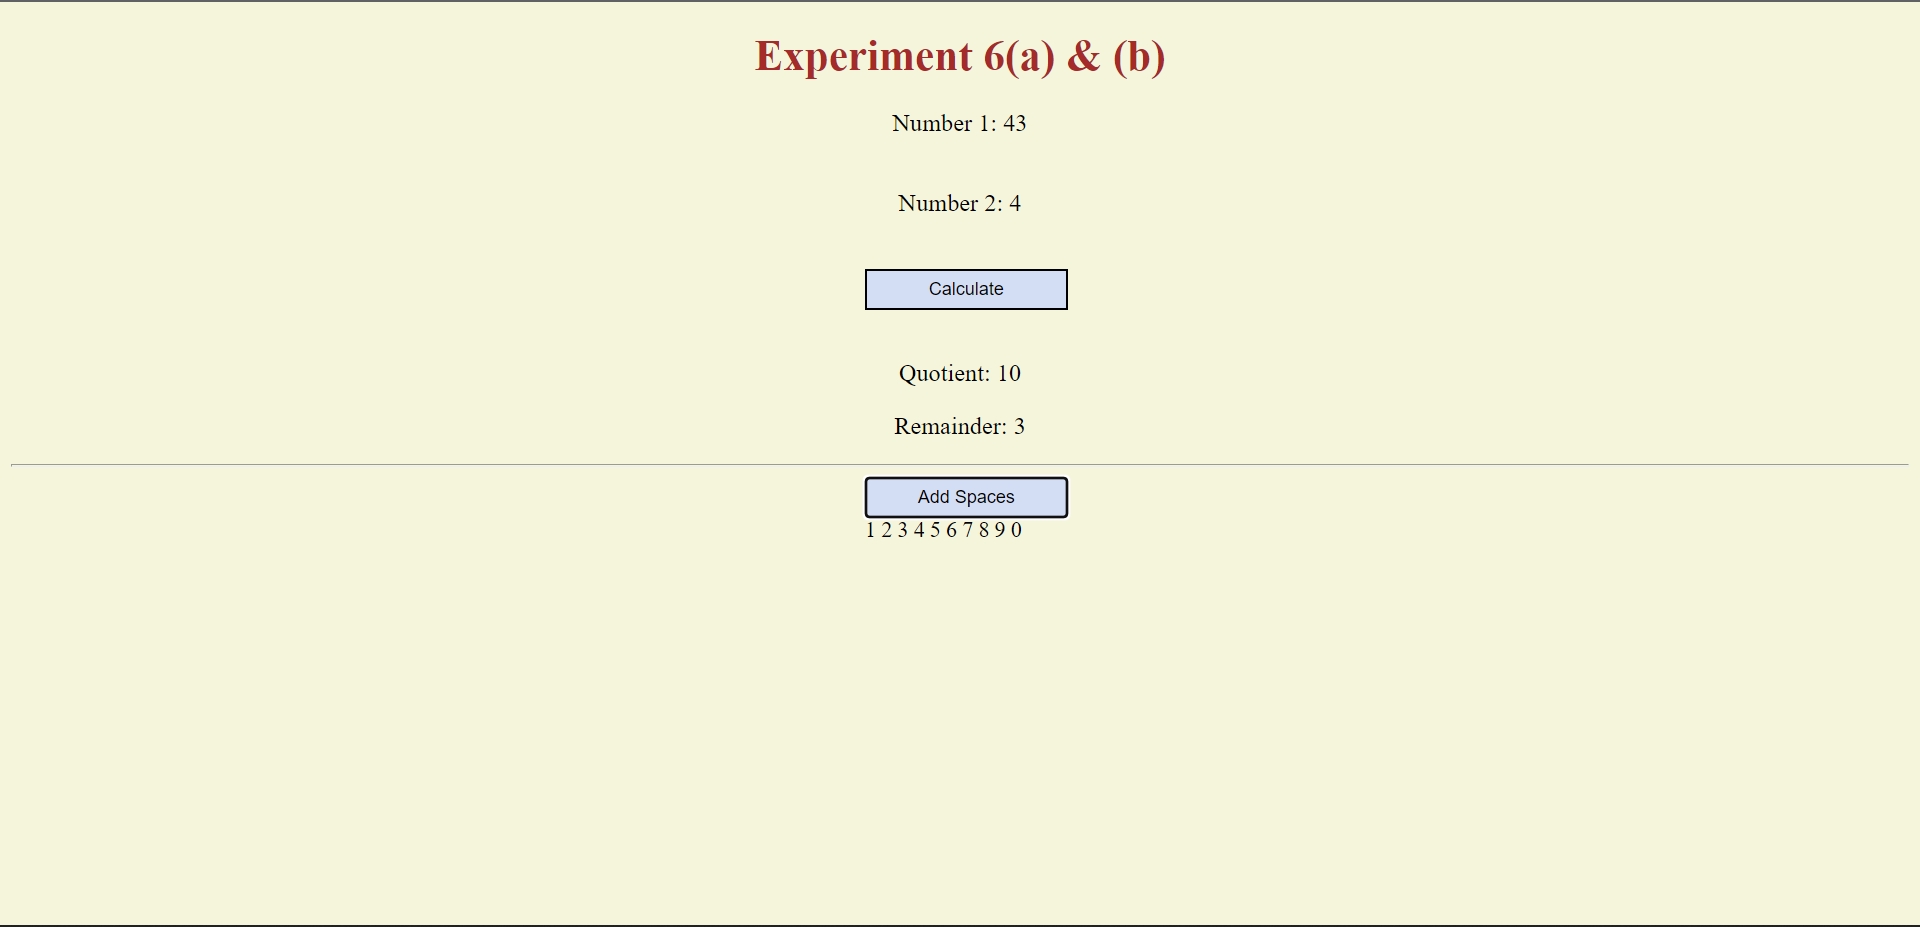 Experiment 6(a) & (b)
Number 1: 43
Number 2: 4
Calculate
Quotient: 10
Remainder: 3
Add Spaces
1 2 3 4 5 6 7 8 9 0